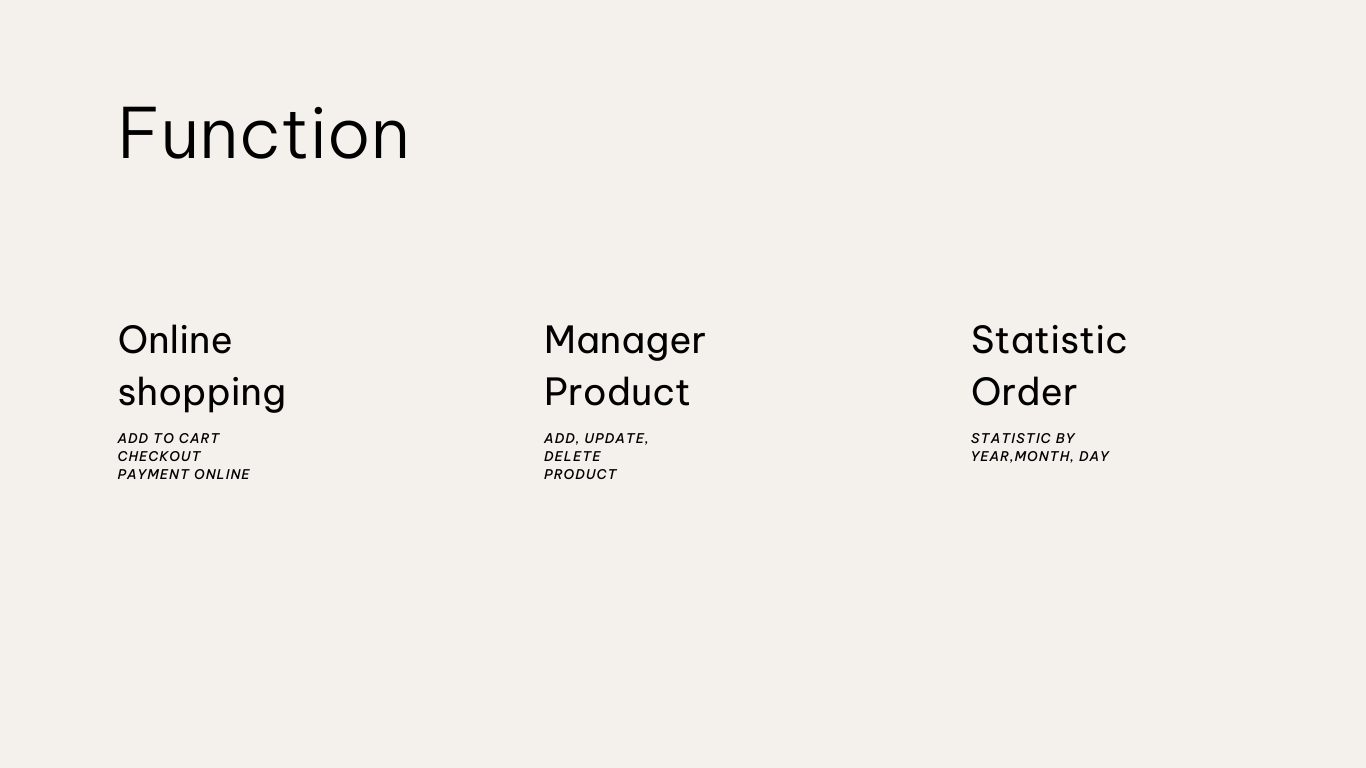 Function
Online
shopping
ADD TO CART
CHECKOUT
PAYMENT ONLINE
Manager
Product
ADD, UPDATE,
DELETE
PRODUCT
Statistic
Order
STATISTIC BY
YEAR,MONTH, DAY